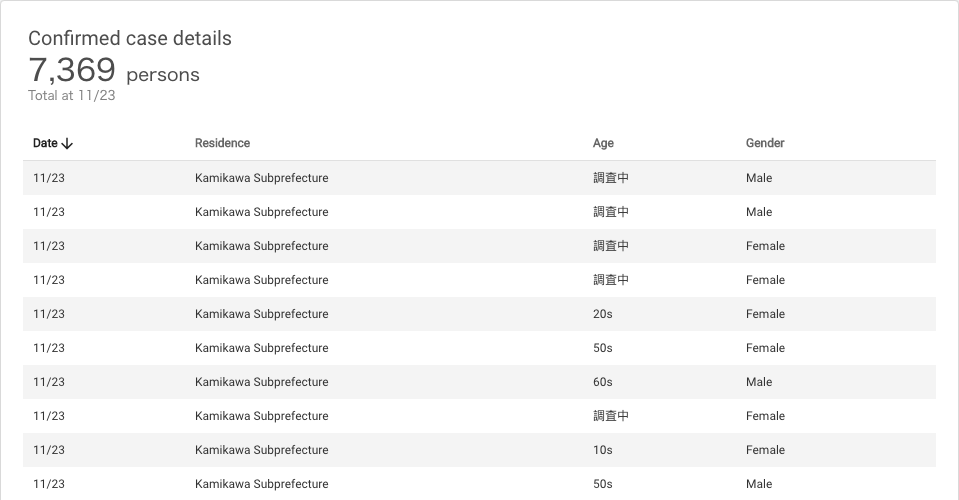 Confirmed case details
7,369 persons
Total at 11/23
Date Residence Age Gender
11/23 Kamikawa Subprefecture 調査中 Male
11/23 Kamikawa Subprefecture 調査中 Male
11/23 Kamikawa Subprefecture 調査中 Female
11/23 Kamikawa Subprefecture 調査中 Female
11/23 Kamikawa Subprefecture 20s Female
11/23 Kamikawa Subprefecture 50s Female
11/23 Kamikawa Subprefecture 60s Male
11/23 Kamikawa Subprefecture 調査中 Female
11/23 Kamikawa Subprefecture 10s Female
11/23 Kamikawa Subprefecture 50s Male